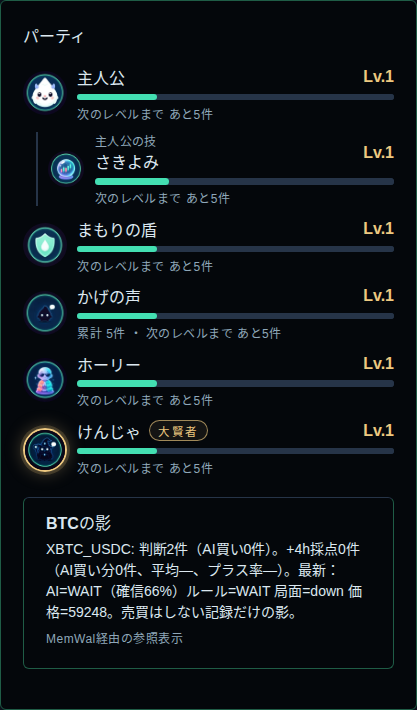 パーティ
主人公 Lv.1
次のレベルまで あと5件
主人公の技
さきよみ Lv.1
次のレベルまで あと5件
まもりの盾 Lv.1
次のレベルまで あと5件
かげの声 Lv.1
累計 5件 ・ 次のレベルまで あと5件
ホーリー Lv.1
次のレベルまで あと5件
けんじゃ 大賢者 Lv.1
次のレベルまで あと5件
BTCの影
XBTC_USDC: 判断2件（AI買い0件）。+4h採点0件
（AI買い分0件、平均—、プラス率—）。最新：
AI=WAIT（確信66%）ルール=WAIT 局面=down 価
格=59248。売買はしない記録だけの影。
MemWal経由の参照表示